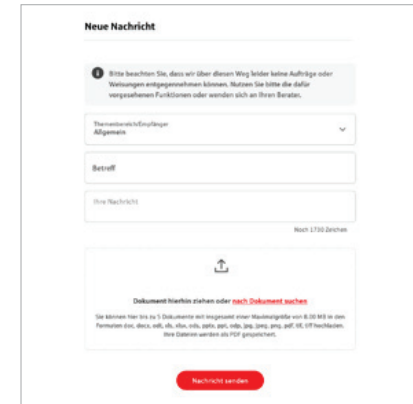 Neue Nachricht
Bitte beachten Sie, dass wir über diesen Weg leider keine Aufträge oder
Weisungen entgegennehmen können. Nutzen Sie bitte die dafür
vorgesehenen Funktionen oder wenden sich an Ihren Berater.
Themenbereich/Empfänger
Allgemein
Betreff
Ihre Nachricht
Noch 1730 Zeichen
Dokument hierhin ziehen oder nach Dokument suchen
Sie können hier bis zu 5 Dokumente mit insgesamt einer Maximalgröße von 8.00 MB in den
Formaten doc, docx, odt, xls, xlsx, ods, pptx, ppt, odp, jpg, jpeg, png, pdf, tif, tiff hochladen.
Ihre Dateien werden als PDF gespeichert.
Nachricht senden